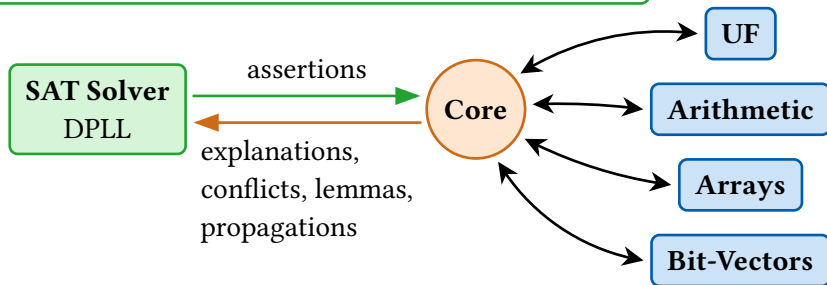 UF
assertions
SAT Solver
DPLL
Core
Arithmetic
explanations,
conflicts, lemmas,
propagations
Arrays
Bit-Vectors